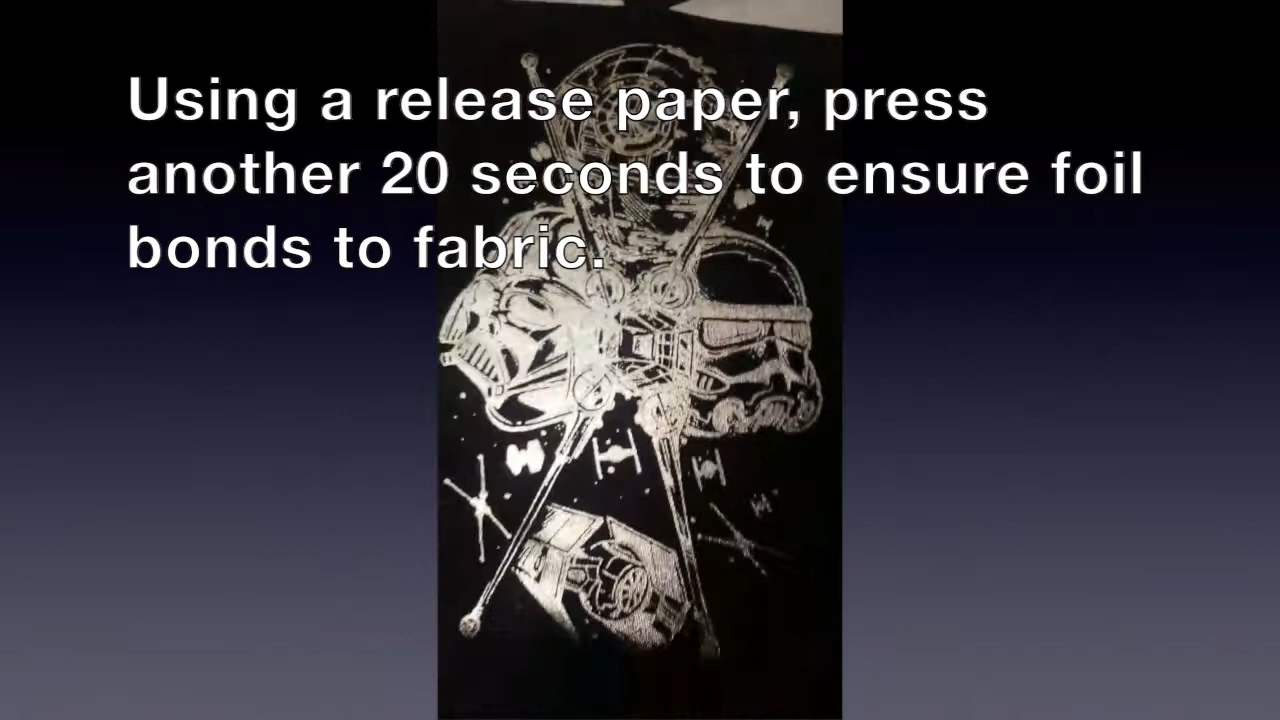 Using a release paper, press
another 20 seconds to ensure foil
bonds to fabric.